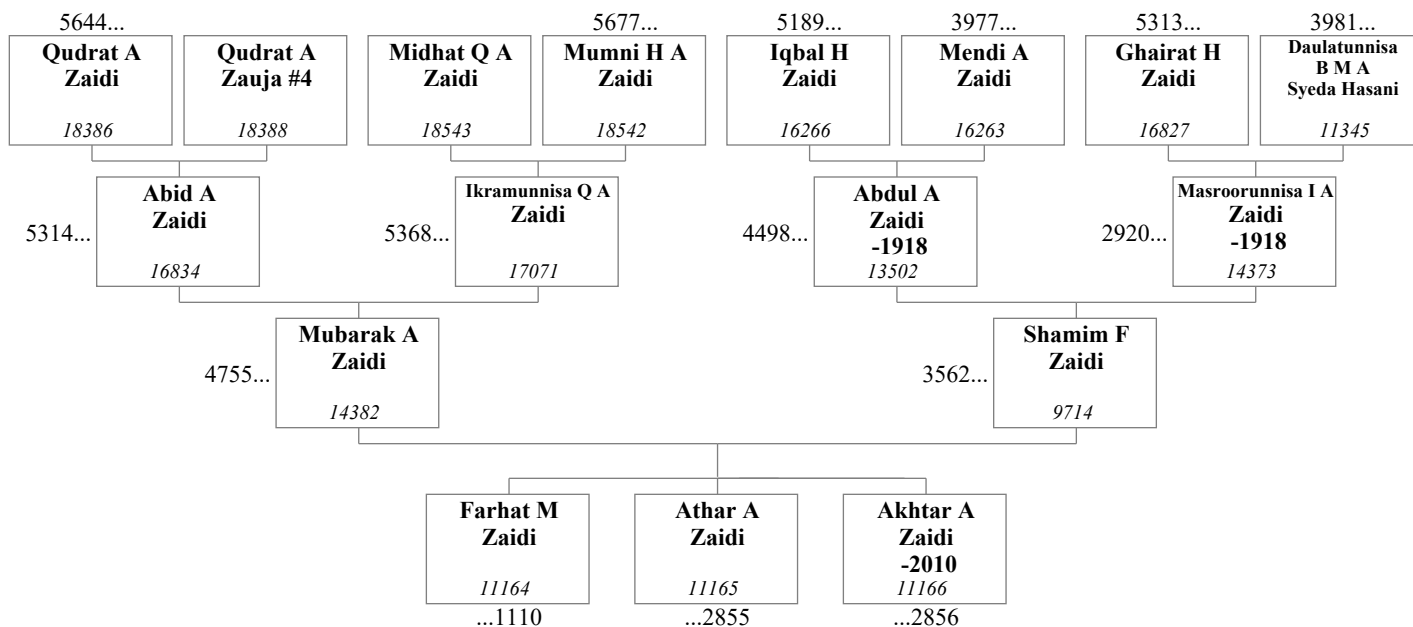 5644...
5677...
5189...
3977...
5313...
3981...
Qudrat A
Zaidi
18386
Qudrat A
Zauja #4
18388
Midhat Q A
Zaidi
18543
Mumni H A
Zaidi
18542
Iqbal H
Zaidi
16266
Mendi A
Zaidi
16263
Ghairat H
Zaidi
16827
Daulatunnisa
B M A
Syeda Hasani
11345
5314...
Abid A
Zaidi
16834
5368...
Ikramunnisa Q A
Zaidi
17071
4498...
Abdul A
Zaidi
-1918
13502
2920...
Masroorunnisa I A
Zaidi
-1918
14373
4755...
Mubarak A
Zaidi
14382
3562...
Shamim F
Zaidi
9714
Farhat M
Zaidi
11164
...1110
Athar A
Zaidi
11165
...2855
Akhtar A
Zaidi
-2010
11166
...2856